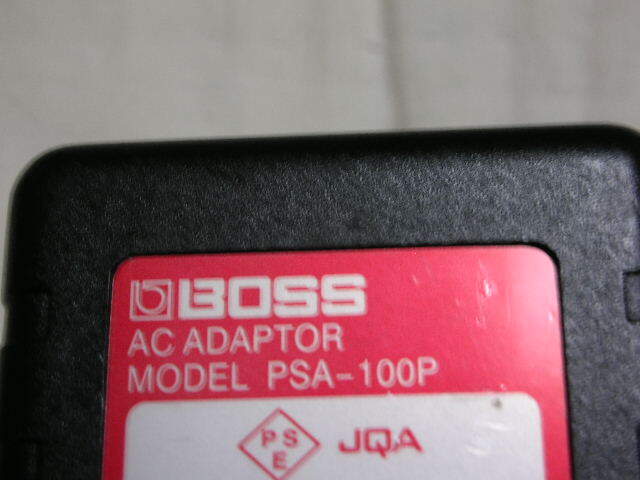 BOSS
AC ADAPTOR
MODEL PSA-100P
PSE JQA